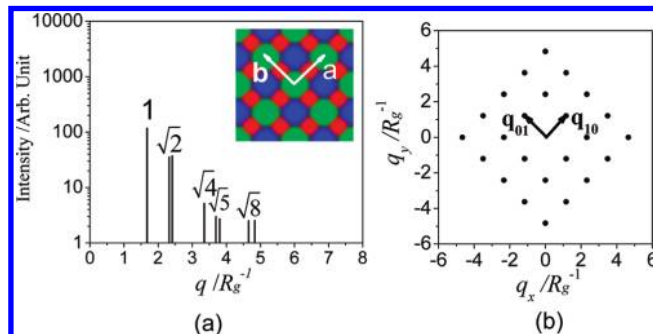 10000
1000
100
10
1
Intensity /Arb. Unit
1
√2
√4
√5
√8
b
a
0 1 2 3 4 5 6 7 8
q /Rg⁻¹
(a)
6
4
2
0
-2
-4
-6
q_y /Rg⁻¹
q₀₁
q₁₀
-6 -4 -2 0 2 4 6
q_x /Rg⁻¹
(b)